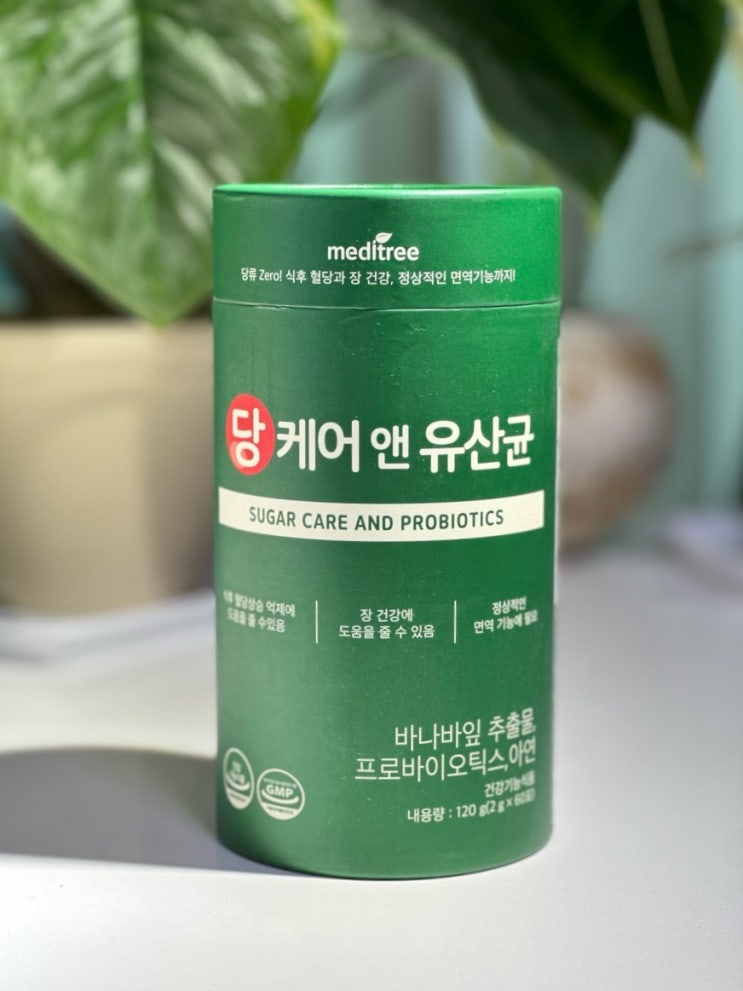 meditree
당류 Zero! 식후 혈당과 장 건강, 정상적인 면역기능까지!
당케어 앤 유산균
SUGAR CARE AND PROBIOTICS
식후 혈당상승 억제에
도움을 줄 수있음
장 건강에
도움을 줄 수 있음
정상적인
면역 기능에 필요
바나바잎 추출물,
프로바이오틱스,아연
건강기능식품
내용량 : 120 g(2 g × 60포)
GMP